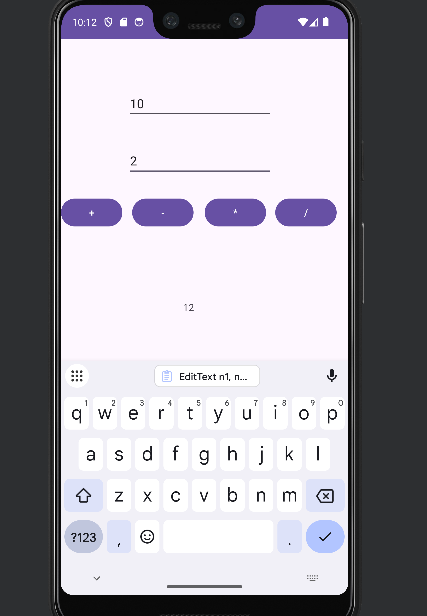 10:12
10
2
+ - * /
12
EditText n1, n...
q1 w2 e3 r4 t5 y6 u7 i8 o9 p0
a s d f g h j k l
z x c v b n m
?123 , .